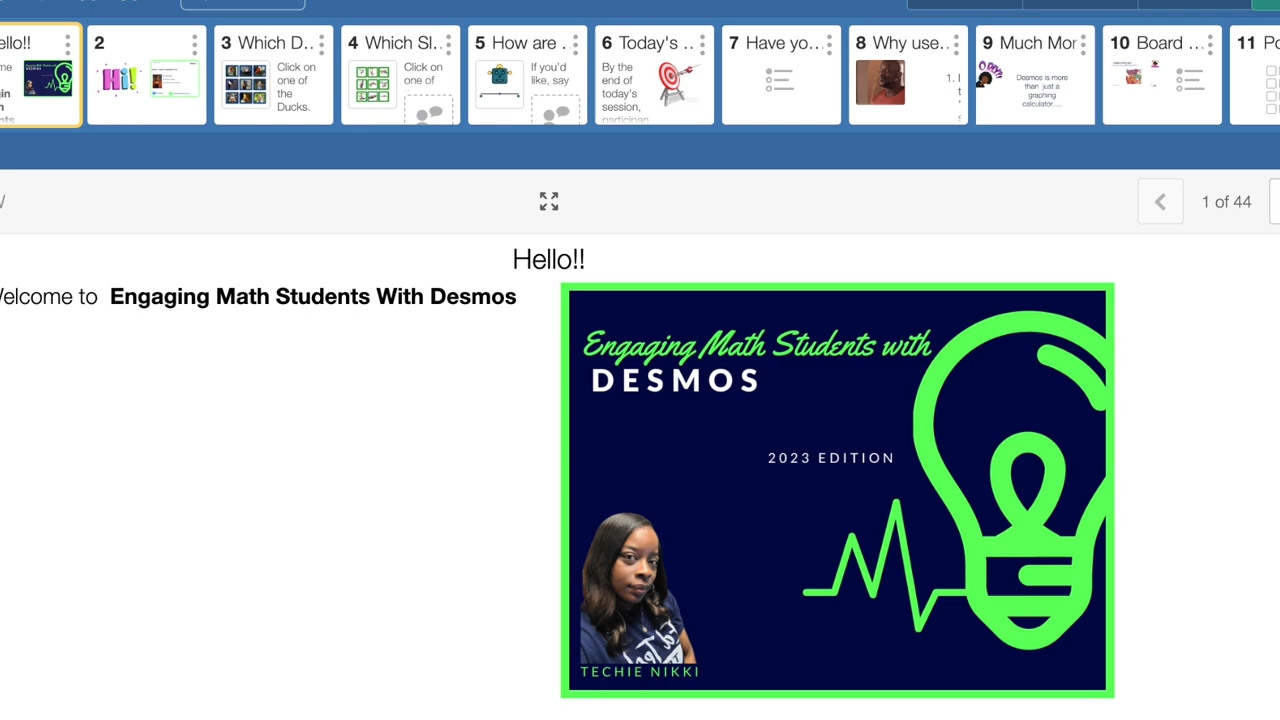 ello!!
2
3 Which D..
4 Which Sl..
5 How are ..
6 Today's ..
7 Have yo...
8 Why use..
9 Much Mor
10 Board ...
11 Po
me
Hi!
Click on
one of
the
Ducks.
Click on
one of
If you'd
like, say
By the
end of
today's
session,
participan
1. I
Desmos is more
than just a
graphing
calculator....
1 of 44
Hello!!
Welcome to Engaging Math Students With Desmos
Engaging Math Students with
DESMOS
2023 EDITION
TECHIE NIKKI